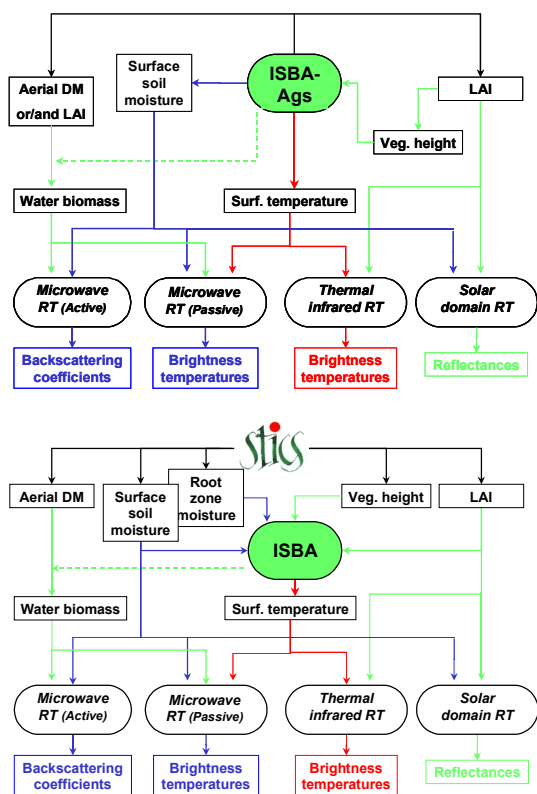 Aerial DM
or/and LAI
Surface
soil
moisture
ISBA-
Ags
LAI
Veg. height
Water biomass
Surf. temperature
Microwave
RT (Active)
Microwave
RT (Passive)
Thermal
infrared RT
Solar
domain RT
Backscattering
coefficients
Brightness
temperatures
Brightness
temperatures
Reflectances
stics
Aerial DM
Surface
soil
moisture
Root
zone
moisture
Veg. height
LAI
ISBA
Water biomass
Surf. temperature
Microwave
RT (Active)
Microwave
RT (Passive)
Thermal
infrared RT
Solar
domain RT
Backscattering
coefficients
Brightness
temperatures
Brightness
temperatures
Reflectances